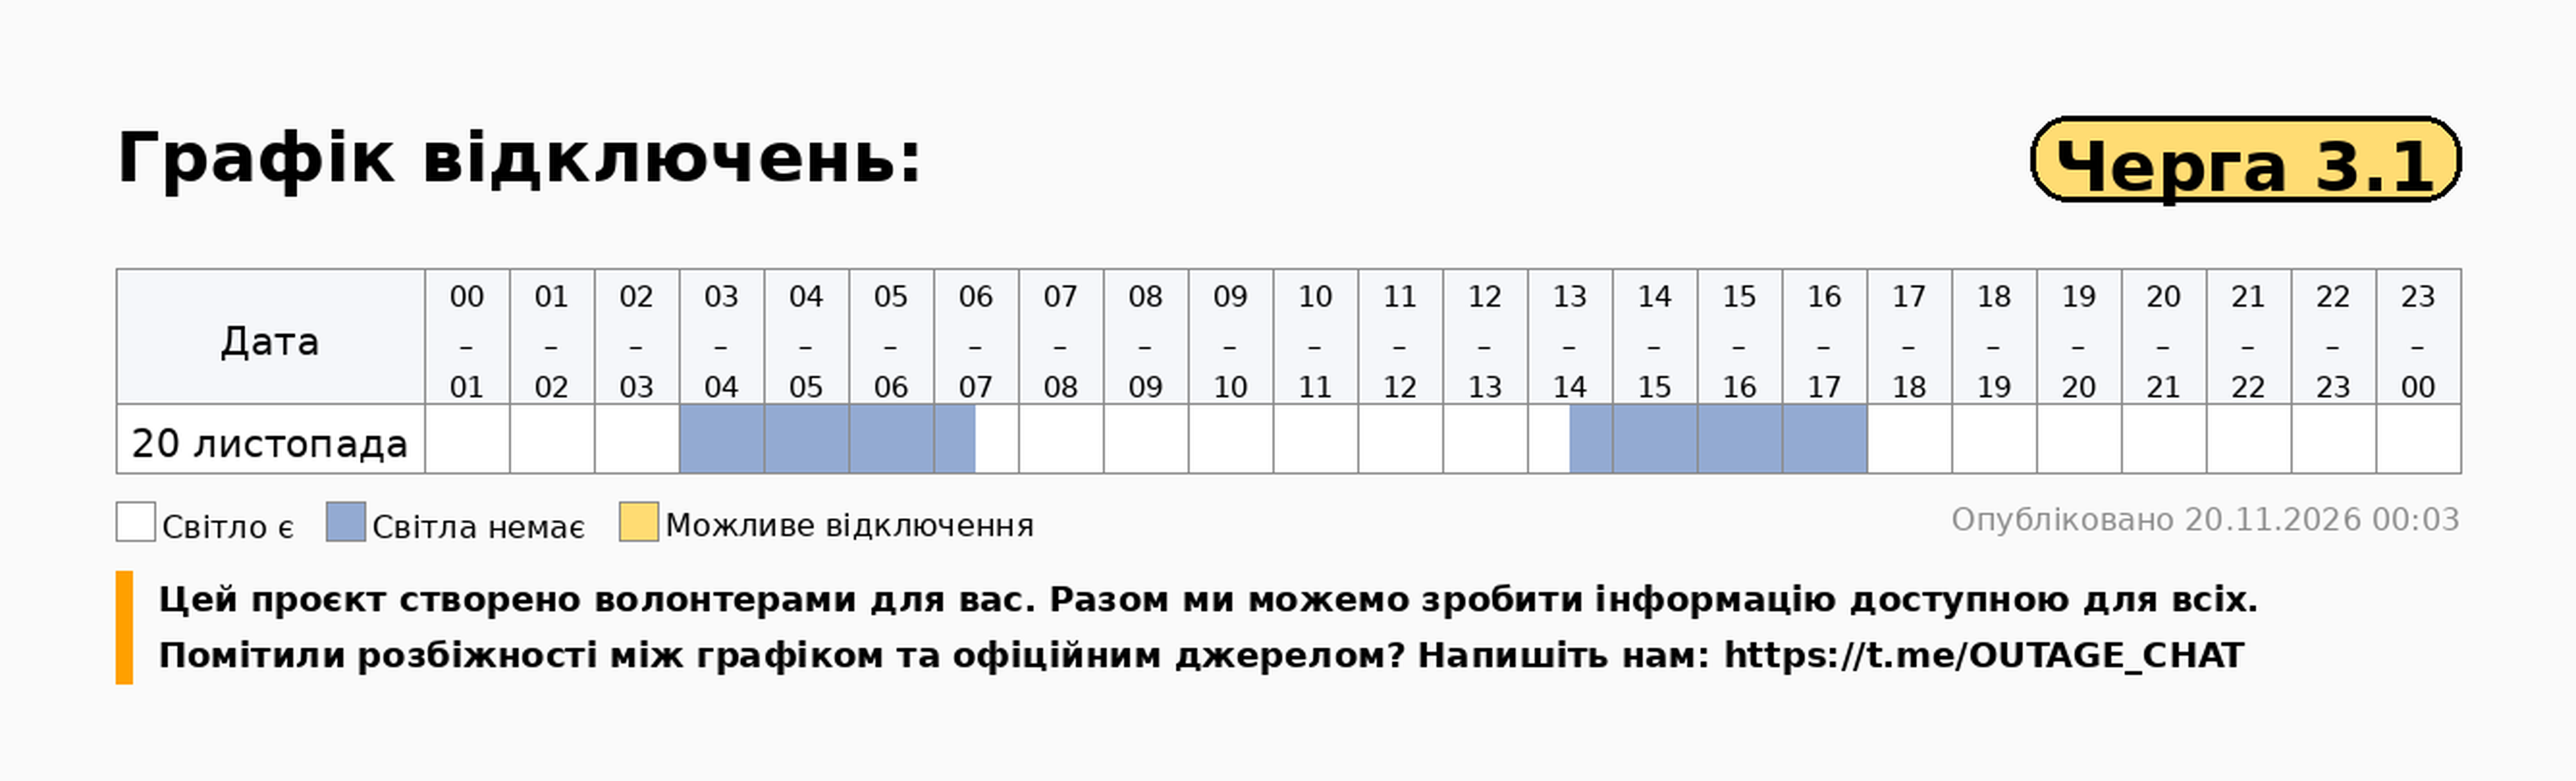 Графік відключень:
Черга 3.1
Дата
00 – 01
01 – 02
02 – 03
03 – 04
04 – 05
05 – 06
06 – 07
07 – 08
08 – 09
09 – 10
10 – 11
11 – 12
12 – 13
13 – 14
14 – 15
15 – 16
16 – 17
17 – 18
18 – 19
19 – 20
20 – 21
21 – 22
22 – 23
23 – 00
20 листопада
Світло є
Світла немає
Можливе відключення
Опубліковано 20.11.2026 00:03
Цей проєкт створено волонтерами для вас. Разом ми можемо зробити інформацію доступною для всіх.
Помітили розбіжності між графіком та офіційним джерелом? Напишіть нам: https://t.me/OUTAGE_CHAT